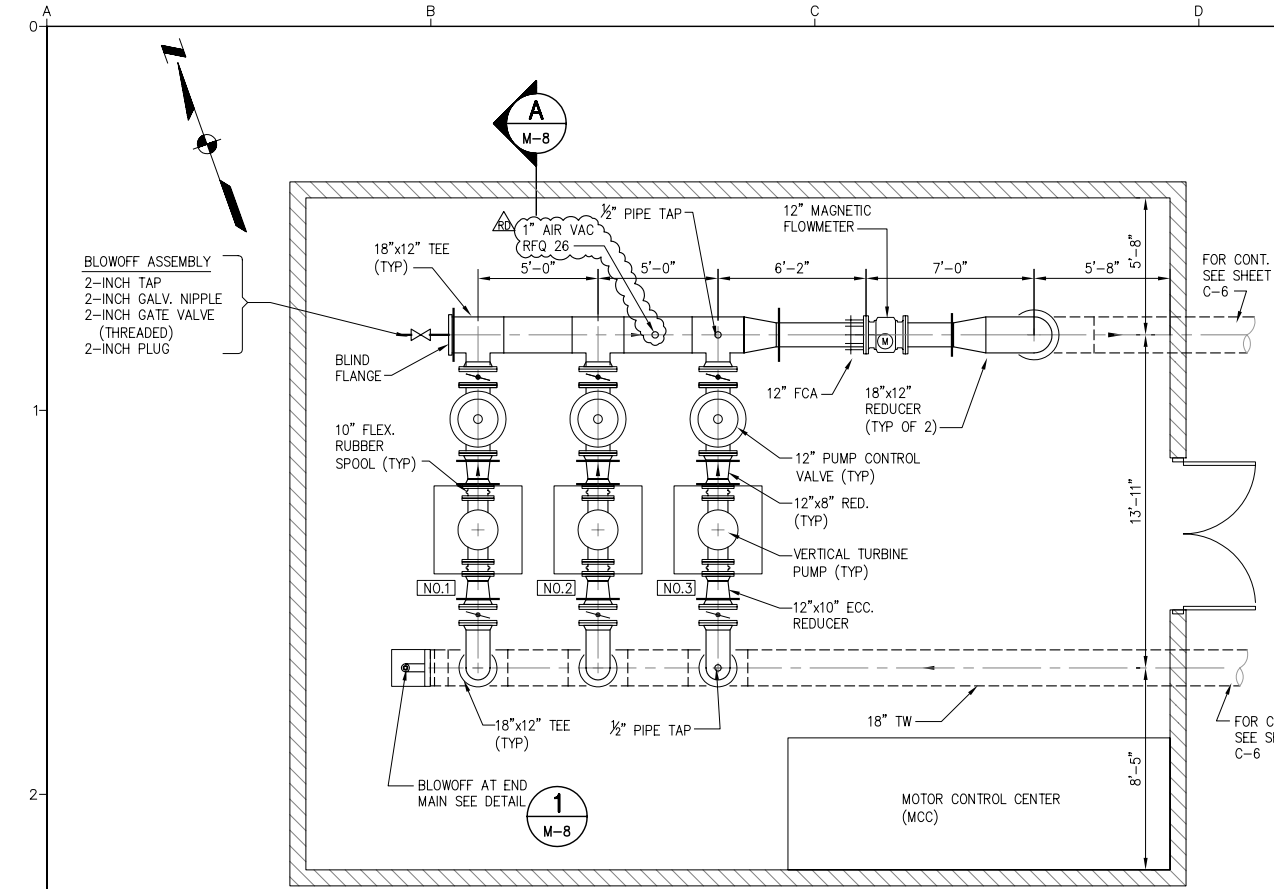 A
B
C
D
0
1
2
N
A
M-8
RD
1" AIR VAC
RFQ 26
½" PIPE TAP
12" MAGNETIC
FLOWMETER
18"x12" TEE
(TYP)
5'-0"
5'-0"
6'-2"
7'-0"
5'-8"
5'-8"
FOR CONT.
SEE SHEET
C-6
BLOWOFF ASSEMBLY
2-INCH TAP
2-INCH GALV. NIPPLE
2-INCH GATE VALVE
(THREADED)
2-INCH PLUG
M
BLIND
FLANGE
12" FCA
18"x12"
REDUCER
(TYP OF 2)
10" FLEX.
RUBBER
SPOOL (TYP)
12" PUMP CONTROL
VALVE (TYP)
12"x8" RED.
(TYP)
13'-11"
VERTICAL TURBINE
PUMP (TYP)
NO.1
NO.2
NO.3
12"x10" ECC.
REDUCER
18"x12" TEE
(TYP)
½" PIPE TAP
18" TW
FOR C
SEE S
C-6
BLOWOFF AT END
MAIN SEE DETAIL
1
M-8
MOTOR CONTROL CENTER
(MCC)
8'-5"